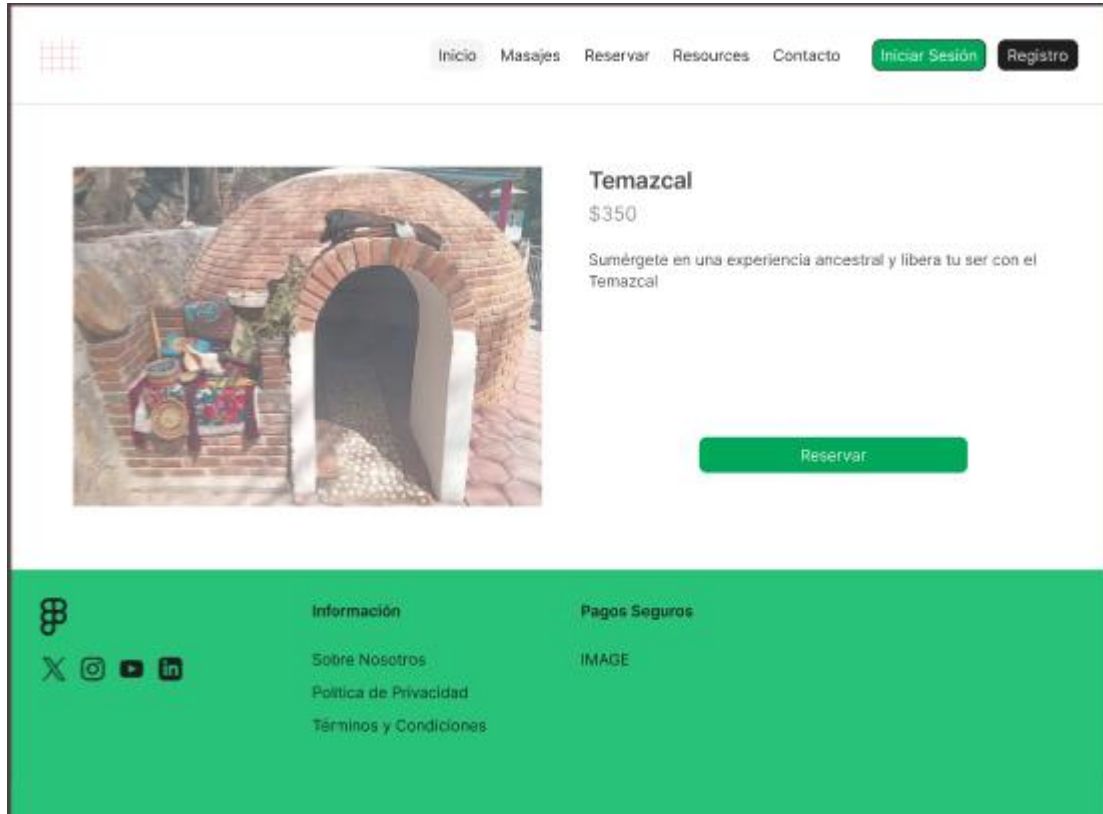 Inicio Masajes Reservar Resources Contacto Iniciar Sesión Registro
Temazcal
$350
Sumérgete en una experiencia ancestral y libera tu ser con el
Temazcal
Reservar
Información
Pagos Seguros
Sobre Nosotros
IMAGE
Política de Privacidad
Términos y Condiciones